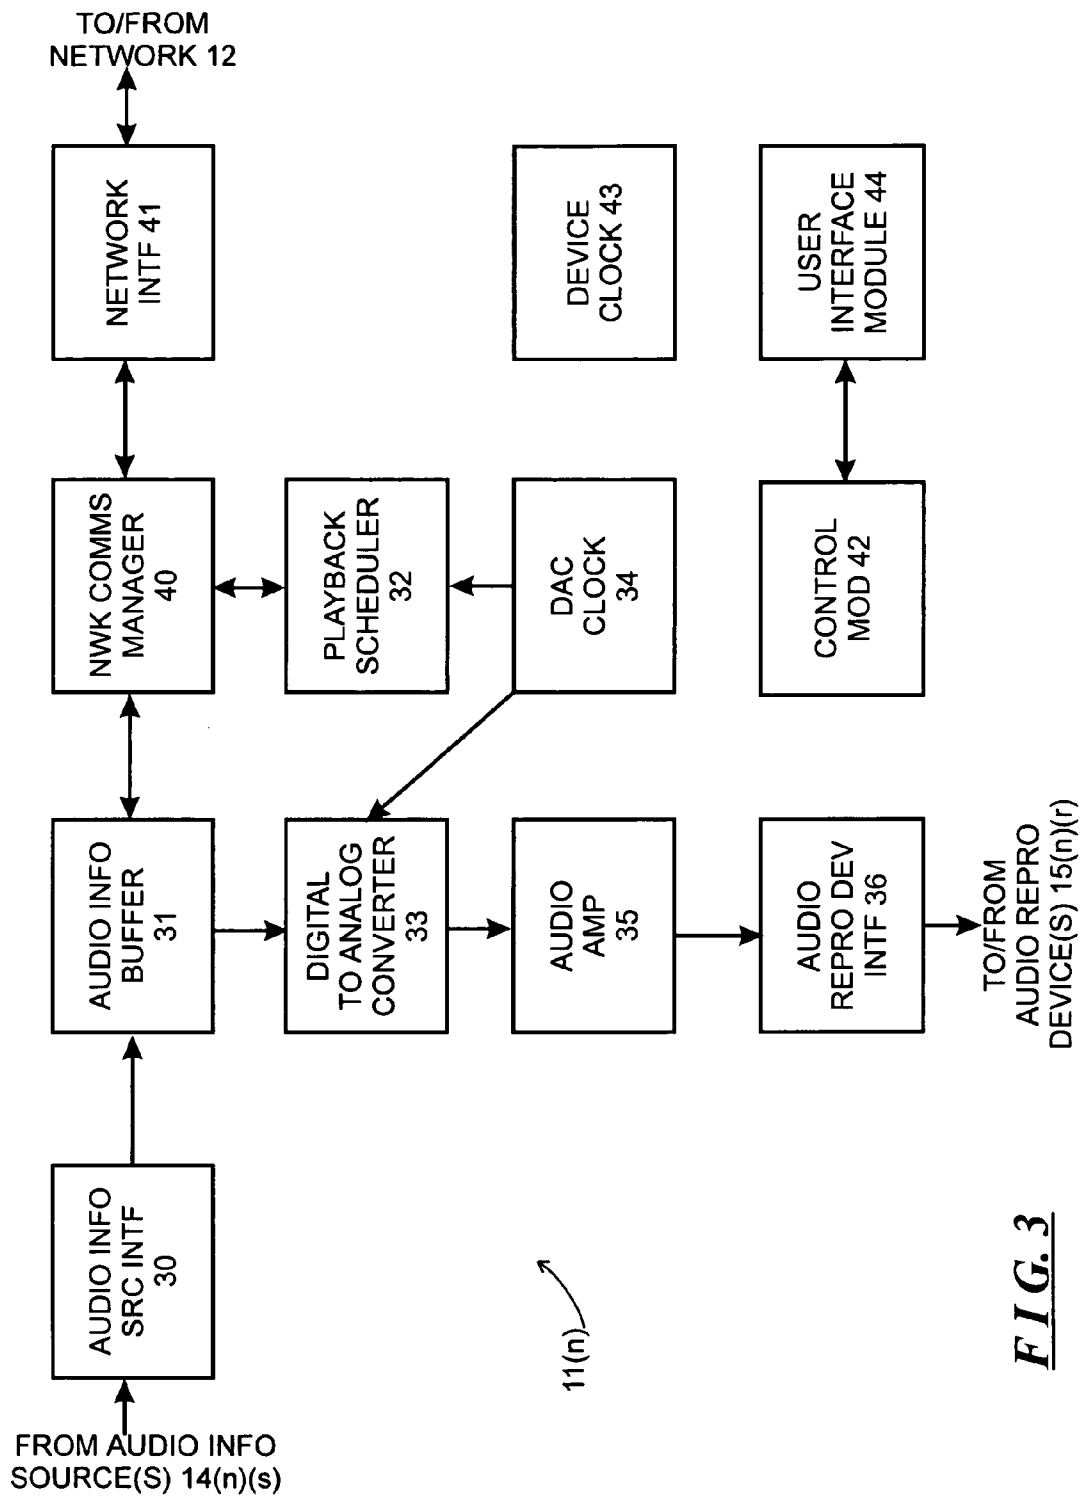 TO/FROM
NETWORK 12
NETWORK
INTF 41
DEVICE
CLOCK 43
USER
INTERFACE
MODULE 44
NWK COMMS
MANAGER
40
PLAYBACK
SCHEDULER
32
DAC
CLOCK
34
CONTROL
MOD 42
AUDIO INFO
BUFFER
31
DIGITAL
TO ANALOG
CONVERTER
33
AUDIO
AMP
35
AUDIO
REPRO DEV
INTF 36
TO/FROM
AUDIO REPRO
DEVICE(S) 15(n)(r)
AUDIO INFO
SRC INTF
30
11(n)
FROM AUDIO INFO
SOURCE(S) 14(n)(s)
FIG. 3